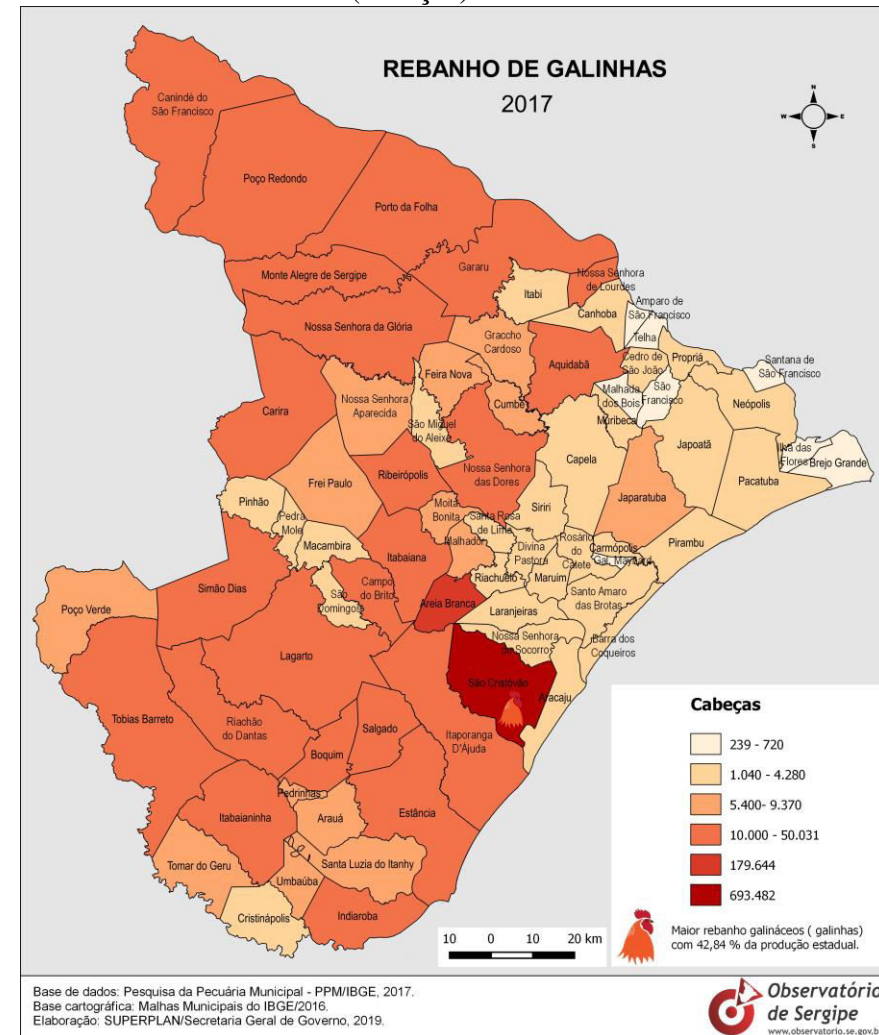 REBANHO DE GALINHAS
2017
N
W
E
S
Canindé do
São Francisco
Poço Redondo
Porto da Folha
Monte Alegre de Sergipe
Gararu
Nossa Senhora
de Lourdes
Itabi
Amparo de
São Francisco
Canhoba
Telha
Nossa Senhora da Glória
Graccho
Cardoso
Aquidabã
Cedro de
São João
Propriá
Santana de
São Francisco
Feira Nova
Malhada
dos Bois
São
Francisco
Neópolis
Carira
Nossa Senhora
Aparecida
Cumbe
São Miguel
do Aleixo
Muribeca
Japoatã
Capela
Ilha das
Flores
Brejo Grande
Nossa Senhora
das Dores
Ribeirópolis
Frei Paulo
Pacatuba
Japaratuba
Pinhão
Pedra
Mole
Moita
Bonita
Santa Rosa
de Lima
Siriri
Macambira
Malhador
Divina
Pastora
Rosário
do
Catete
Carmópolis
Gal. Maynard
Pirambu
Itabaiana
Riachuelo
Maruim
Simão Dias
Campo
do Brito
São
Domingos
Areia Branca
Santo Amaro
das Brotas
Laranjeiras
Poço Verde
Nossa Senhora
do Socorro
Barra dos
Coqueiros
Lagarto
São Cristóvão
Aracaju
Tobias Barreto
Riachão
do Dantas
Salgado
Itaporanga
D'Ajuda
Boquim
Pedrinhas
Itabaianinha
Arauá
Estância
Tomar do Geru
Santa Luzia do Itanhy
Umbaúba
Cristinápolis
Indiaroba
Cabeças
239 - 720
1.040 - 4.280
5.400- 9.370
10.000 - 50.031
179.644
693.482
Maior rebanho galináceos ( galinhas)
com 42,84 % da produção estadual.
10 0 10 20 km
Base de dados: Pesquisa da Pecuária Municipal - PPM/IBGE, 2017.
Base cartográfica: Malhas Municipais do IBGE/2016.
Elaboração: SUPERPLAN/Secretaria Geral de Governo, 2019.
Observatório
de Sergipe